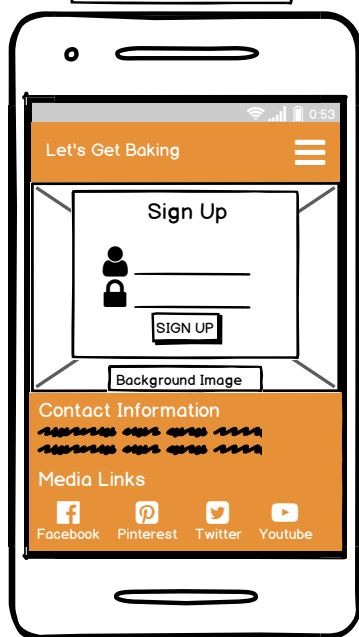 0:53
Let's Get Baking
Sign Up
SIGN UP
Background Image
Contact Information
Media Links
Facebook Pinterest Twitter Youtube